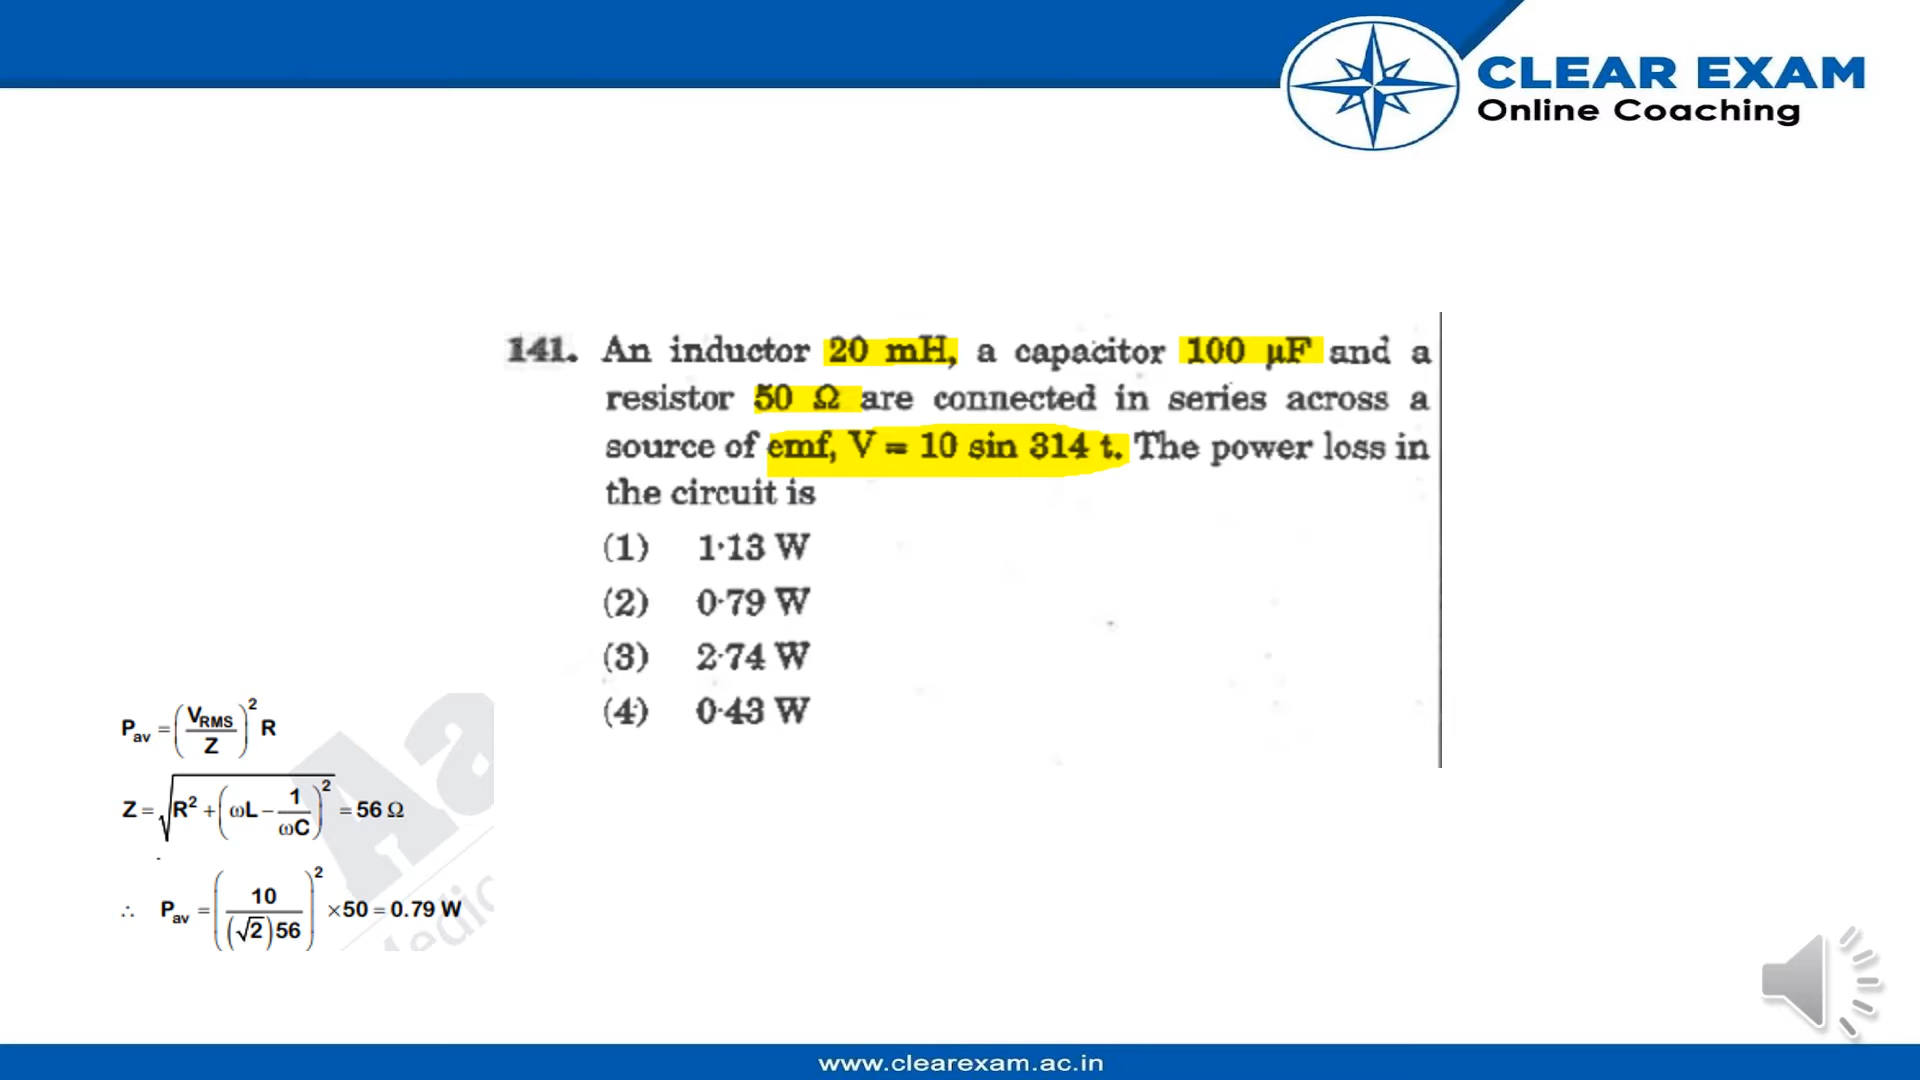 CLEAR EXAM
Online Coaching
141. An inductor 20 mH, a capacitor 100 μF and a
resistor 50 Ω are connected in series across a
source of emf, V = 10 sin 314 t. The power loss in
the circuit is
(1) 1·13 W
(2) 0·79 W
(3) 2·74 W
(4) 0·43 W
P_av = (V_RMS / Z)² R
Z = √(R² + (ωL − 1/ωC)²) = 56 Ω
∴ P_av = (10 / (√2)56)² ×50 = 0.79 W
Aa
Medic
www.clearexam.ac.in